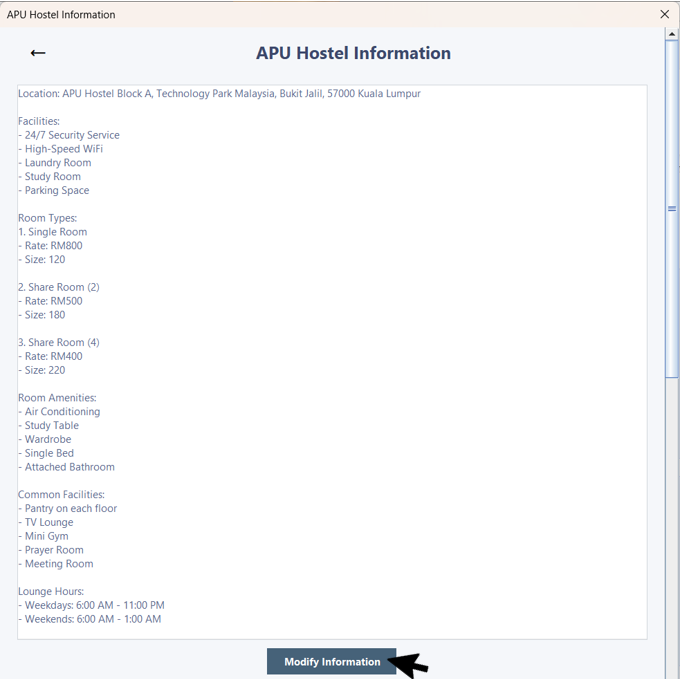 APU Hostel Information
APU Hostel Information
Location: APU Hostel Block A, Technology Park Malaysia, Bukit Jalil, 57000 Kuala Lumpur
Facilities:
- 24/7 Security Service
- High-Speed WiFi
- Laundry Room
- Study Room
- Parking Space
Room Types:
1. Single Room
- Rate: RM800
- Size: 120
2. Share Room (2)
- Rate: RM500
- Size: 180
3. Share Room (4)
- Rate: RM400
- Size: 220
Room Amenities:
- Air Conditioning
- Study Table
- Wardrobe
- Single Bed
- Attached Bathroom
Common Facilities:
- Pantry on each floor
- TV Lounge
- Mini Gym
- Prayer Room
- Meeting Room
Lounge Hours:
- Weekdays: 6:00 AM - 11:00 PM
- Weekends: 6:00 AM - 1:00 AM
Modify Information